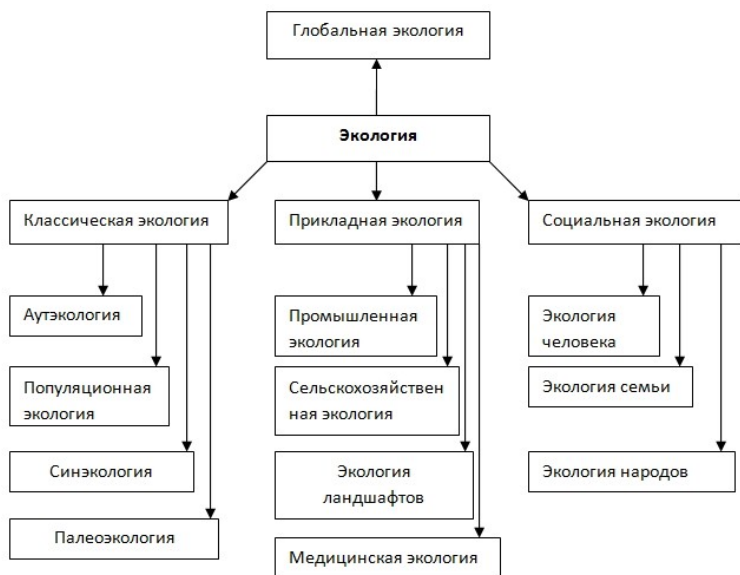 Глобальная экология
Экология
Классическая экология
Прикладная экология
Социальная экология
Аутэкология
Популяционная
экология
Синэкология
Палеоэкология
Промышленная
экология
Сельскохозяйствен
ная экология
Экология
ландшафтов
Медицинская экология
Экология
человека
Экология семьи
Экология народов